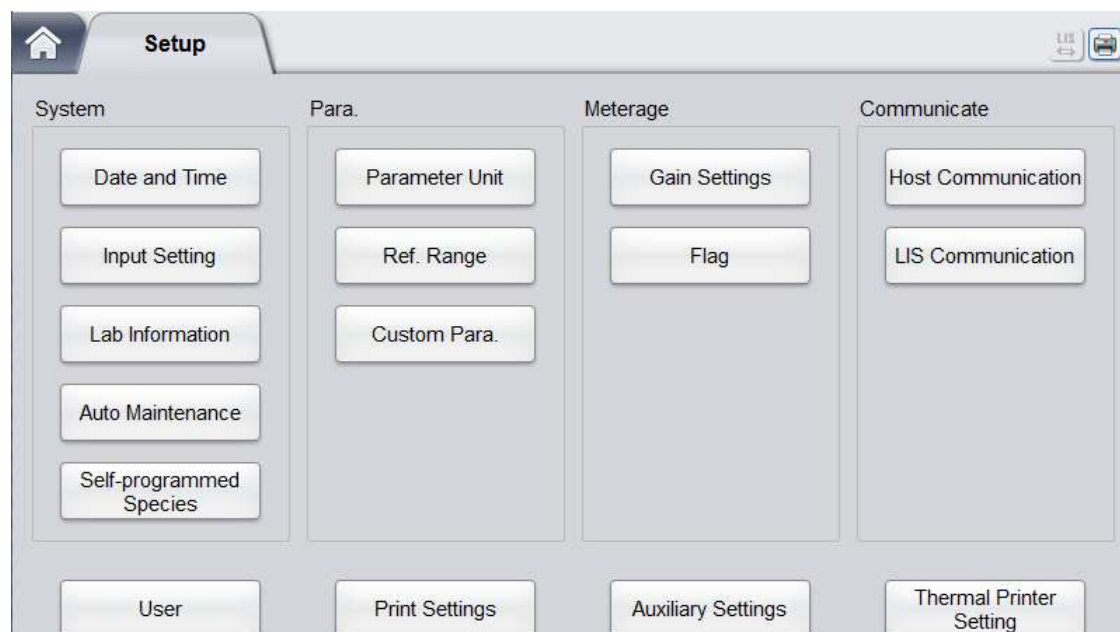 Setup
LIS
System
Para.
Meterage
Communicate
Date and Time
Parameter Unit
Gain Settings
Host Communication
Input Setting
Ref. Range
Flag
LIS Communication
Lab Information
Custom Para.
Auto Maintenance
Self-programmed
Species
User
Print Settings
Auxiliary Settings
Thermal Printer
Setting